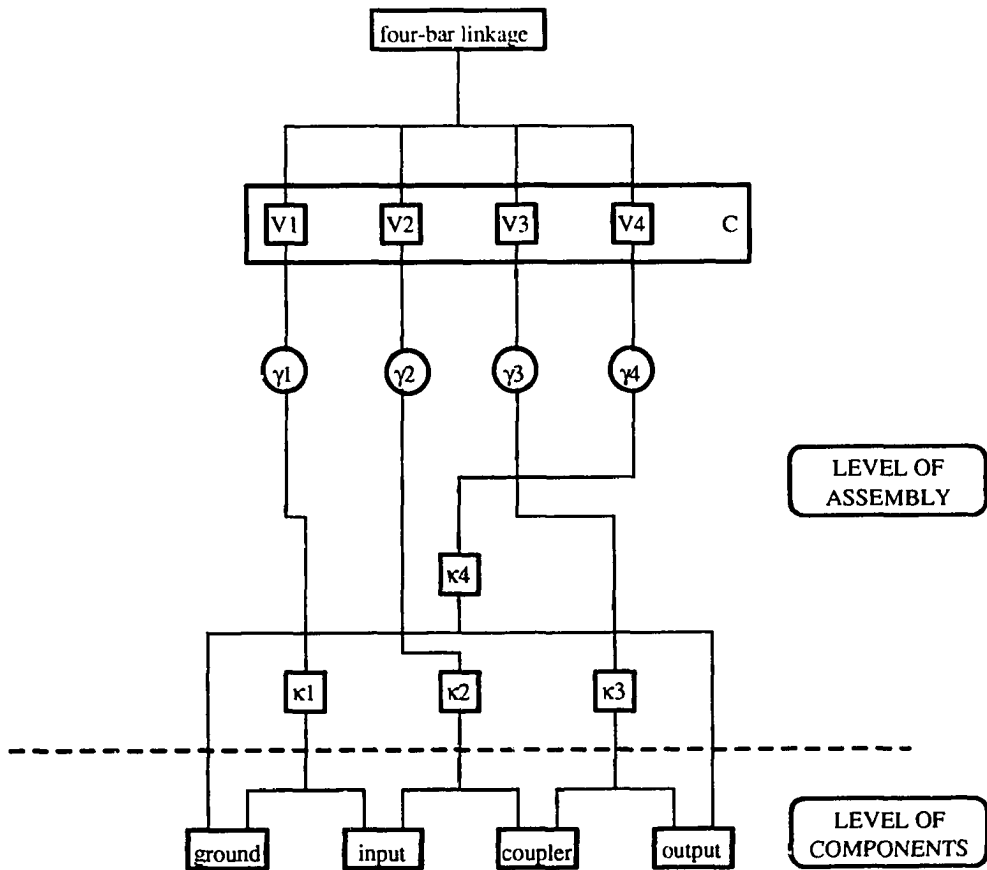 four-bar linkage
V1 V2 V3 V4 C
γ1 γ2 γ3 γ4
LEVEL OF
ASSEMBLY
κ4
κ1 κ2 κ3
ground input coupler output
LEVEL OF
COMPONENTS